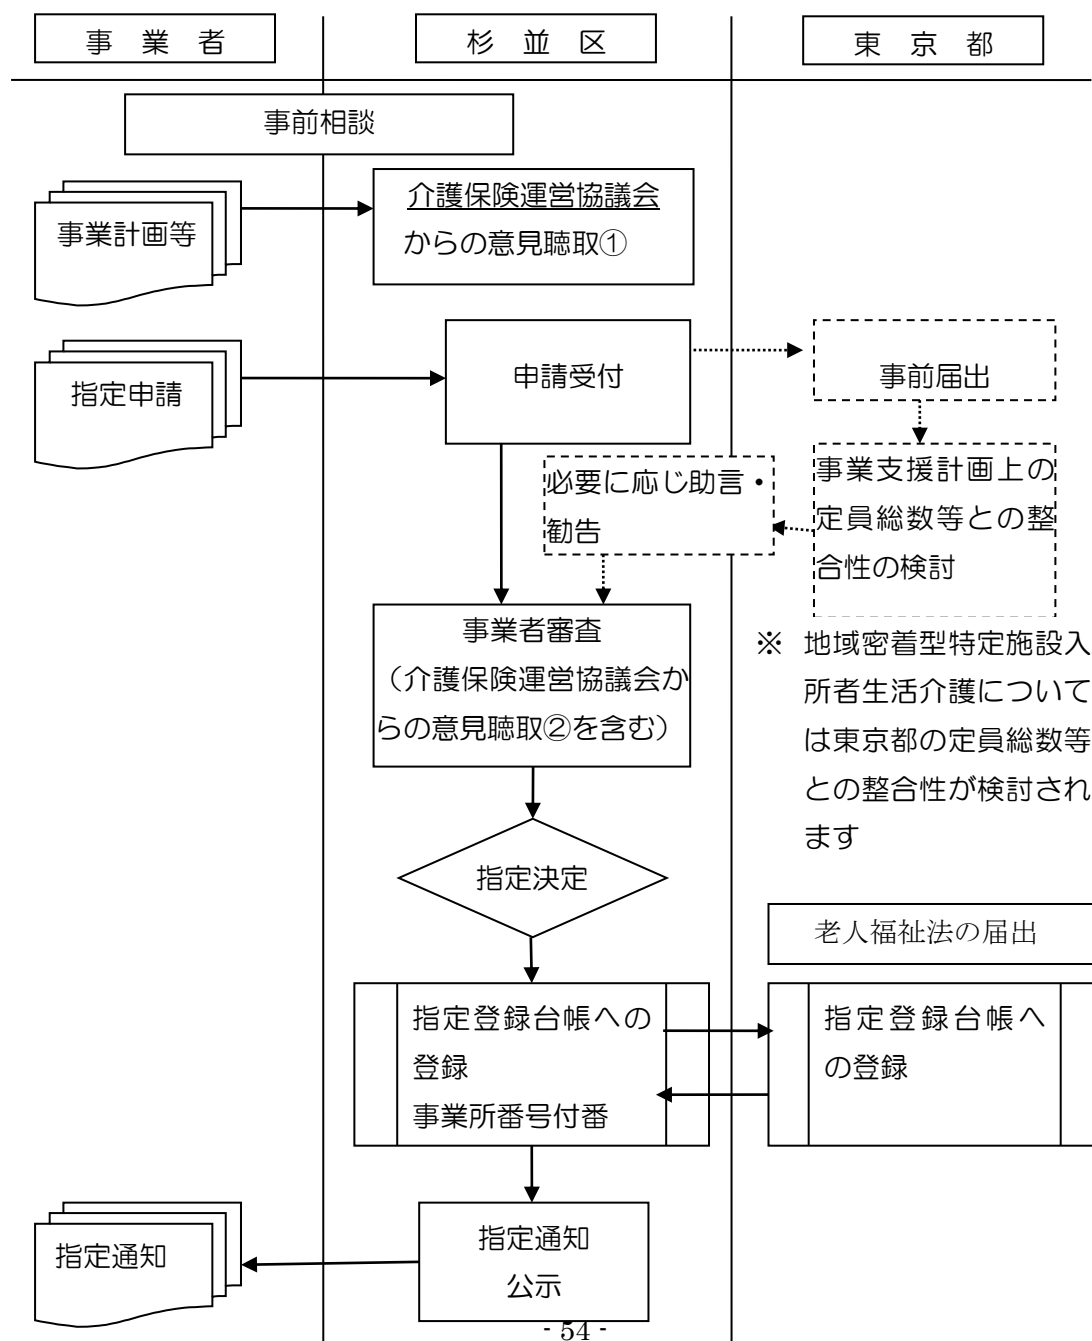 事　業　者
杉　並　区
東　京　都
事前相談
事業計画等
介護保険運営協議会
からの意見聴取①
指定申請
申請受付
事前届出
必要に応じ助言・
勧告
事業支援計画上の
定員総数等との整
合性の検討
事業者審査
（介護保険運営協議会か
らの意見聴取②を含む）
※　地域密着型特定施設入
所者生活介護について
は東京都の定員総数等
との整合性が検討され
ます
指定決定
老人福祉法の届出
指定登録台帳への
登録
事業所番号付番
指定登録台帳へ
の登録
指定通知
指定通知
公示
- 54 -